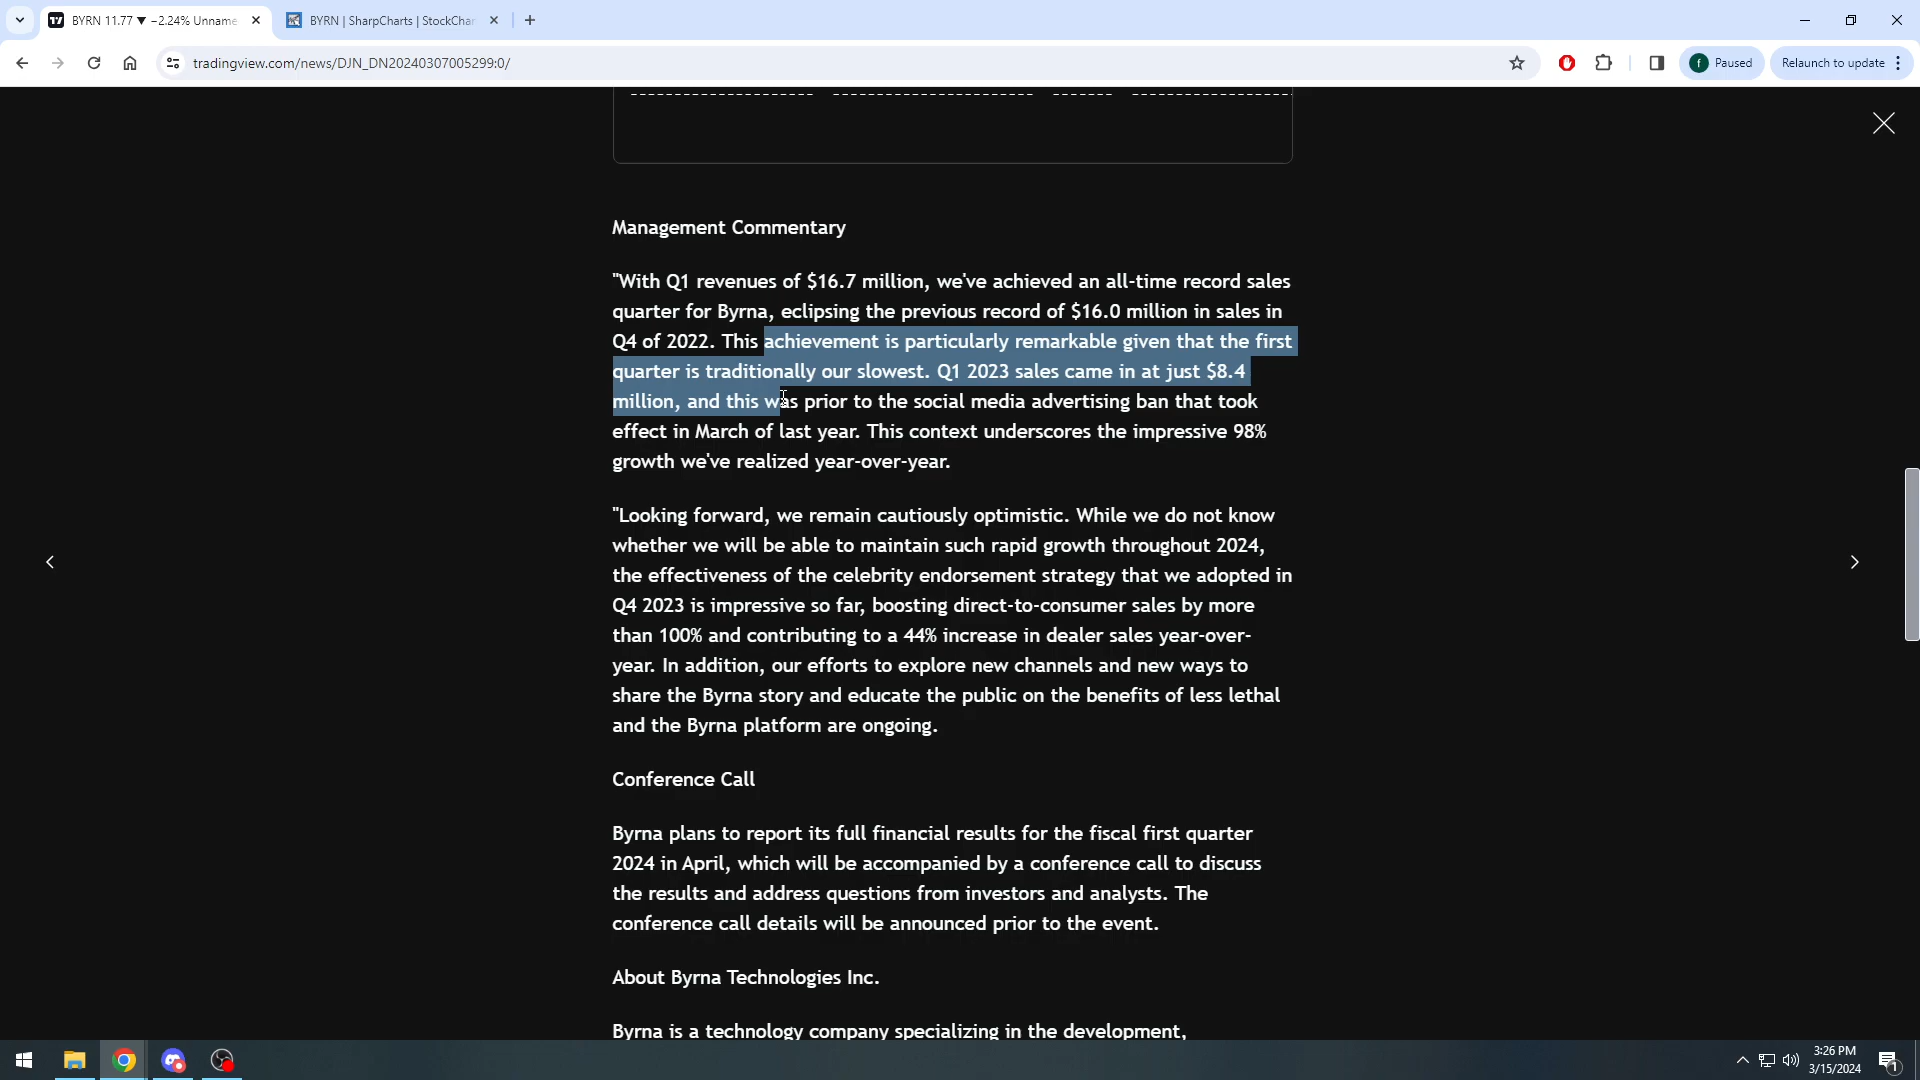 BYRN 11.77 ▼ −2.24% Unname
BYRN | SharpCharts | StockChar
tradingview.com/news/DJN_DN20240307005299:0/
f
Paused
Relaunch to update
Management Commentary
"With Q1 revenues of $16.7 million, we've achieved an all-time record sales
quarter for Byrna, eclipsing the previous record of $16.0 million in sales in
Q4 of 2022. This achievement is particularly remarkable given that the first
quarter is traditionally our slowest. Q1 2023 sales came in at just $8.4
million, and this was prior to the social media advertising ban that took
effect in March of last year. This context underscores the impressive 98%
growth we've realized year-over-year.
"Looking forward, we remain cautiously optimistic. While we do not know
whether we will be able to maintain such rapid growth throughout 2024,
the effectiveness of the celebrity endorsement strategy that we adopted in
Q4 2023 is impressive so far, boosting direct-to-consumer sales by more
than 100% and contributing to a 44% increase in dealer sales year-over-
year. In addition, our efforts to explore new channels and new ways to
share the Byrna story and educate the public on the benefits of less lethal
and the Byrna platform are ongoing.
Conference Call
Byrna plans to report its full financial results for the fiscal first quarter
2024 in April, which will be accompanied by a conference call to discuss
the results and address questions from investors and analysts. The
conference call details will be announced prior to the event.
About Byrna Technologies Inc.
Byrna is a technology company specializing in the development,
3:26 PM
3/15/2024
1